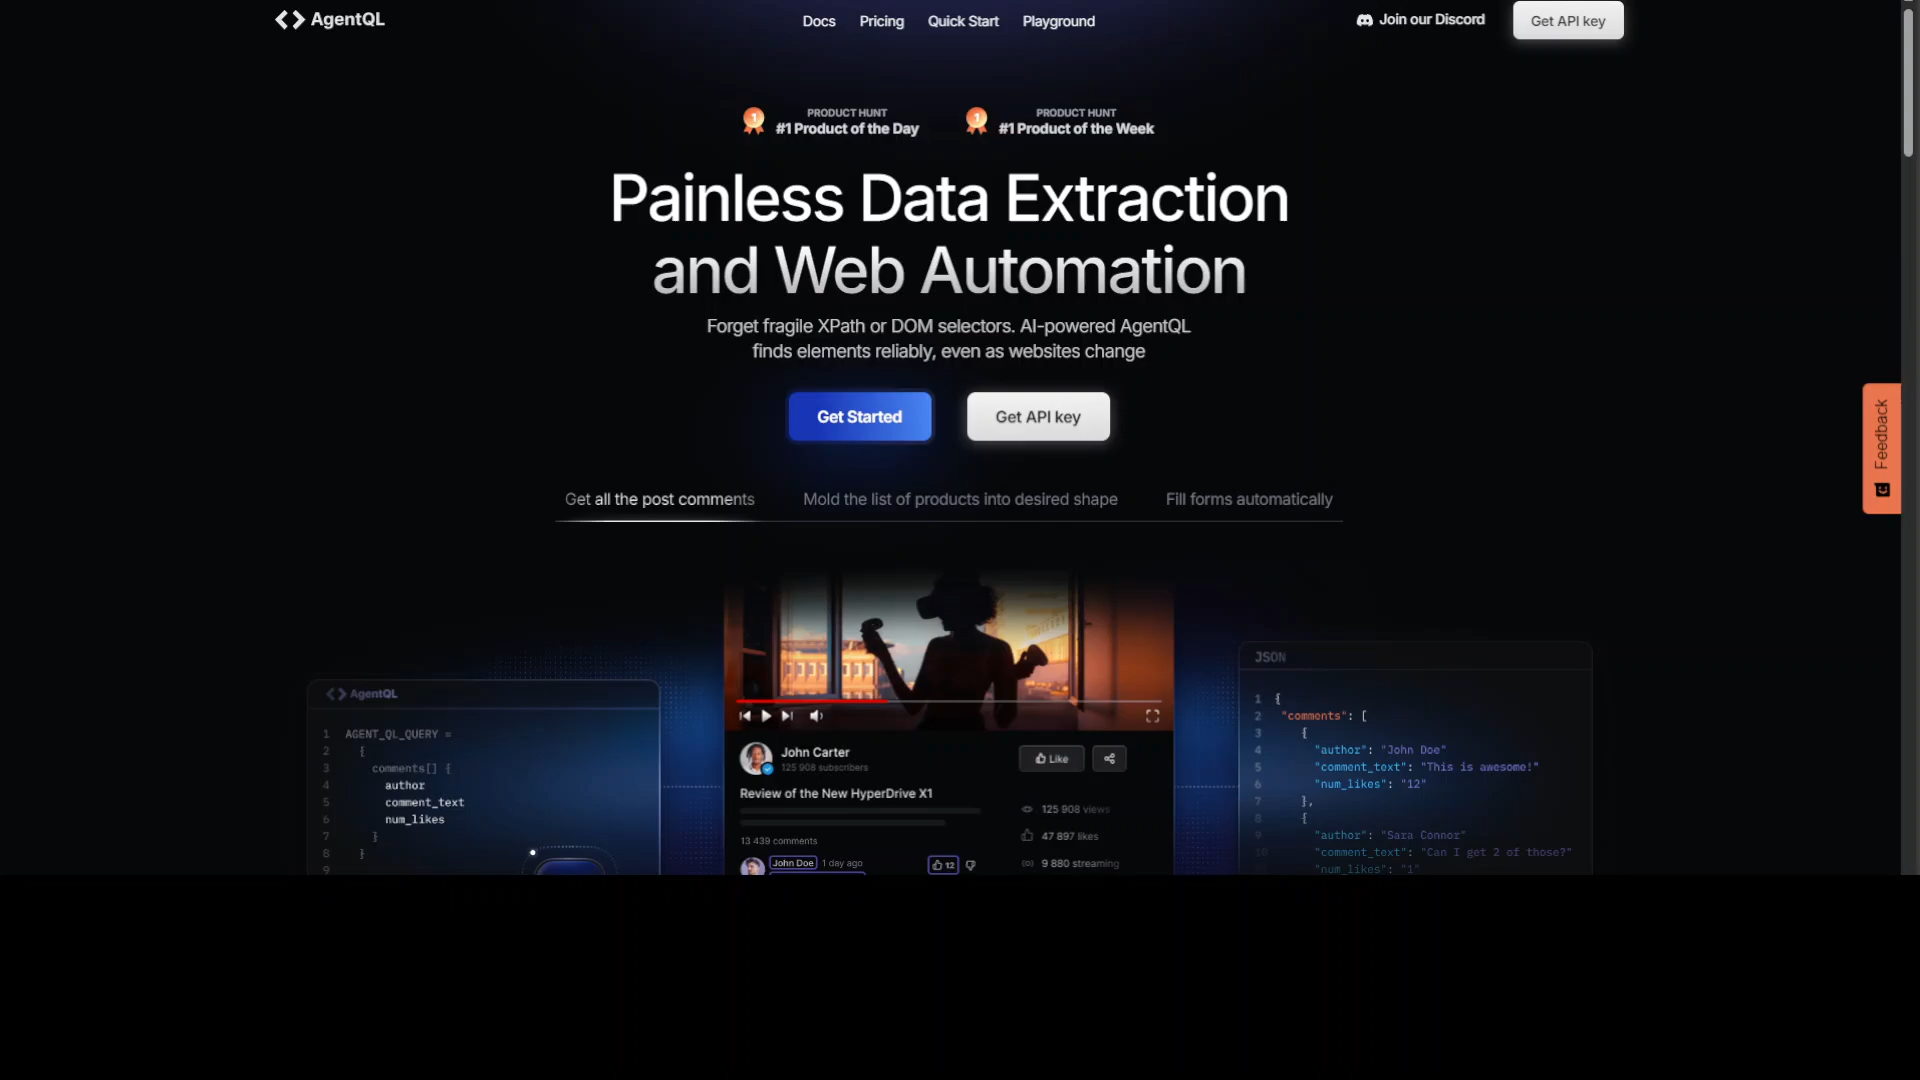 AgentQL
Docs
Pricing
Quick Start
Playground
Join our Discord
Get API key
PRODUCT HUNT
#1 Product of the Day
PRODUCT HUNT
#1 Product of the Week
Painless Data Extraction
and Web Automation
Forget fragile XPath or DOM selectors. AI-powered AgentQL
finds elements reliably, even as websites change
Get Started
Get API key
Feedback
Get all the post comments
Mold the list of products into desired shape
Fill forms automatically
AgentQL
1 AGENT_QL_QUERY =
2 {
3 comments[] {
4 author
5 comment_text
6 num_likes
7 }
8 }
9
John Carter
125 908 subscribers
Like
Review of the New HyperDrive X1
125 908 views
47 897 likes
9 880 streaming
13 439 comments
John Doe 1 day ago
12
JSON
1 {
2 "comments": [
3 {
4 "author": "John Doe"
5 "comment_text": "This is awesome!"
6 "num_likes": "12"
7 },
8 {
9 "author": "Sara Connor"
10 "comment_text": "Can I get 2 of those?"
"num_likes": "1"